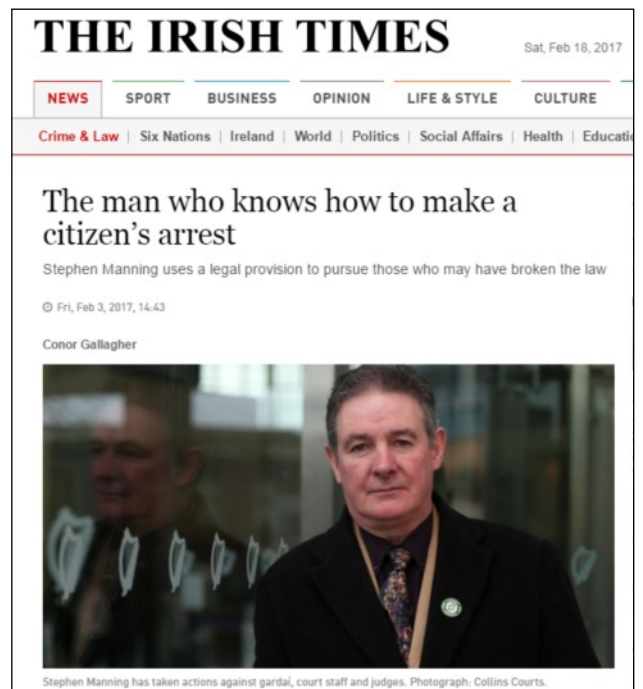 THE IRISH TIMES
Sat, Feb 18, 2017
NEWS SPORT BUSINESS OPINION LIFE & STYLE CULTURE
Crime & Law | Six Nations | Ireland | World | Politics | Social Affairs | Health |
The man who knows how to make a
citizen’s arrest
Stephen Manning uses a legal provision to pursue those who may have broken the law
Fri, Feb 3, 2017, 14:43
Conor Gallagher
Stephen Manning has taken actions against gardaí, court staff and judges. Photograph: Collins Courts.